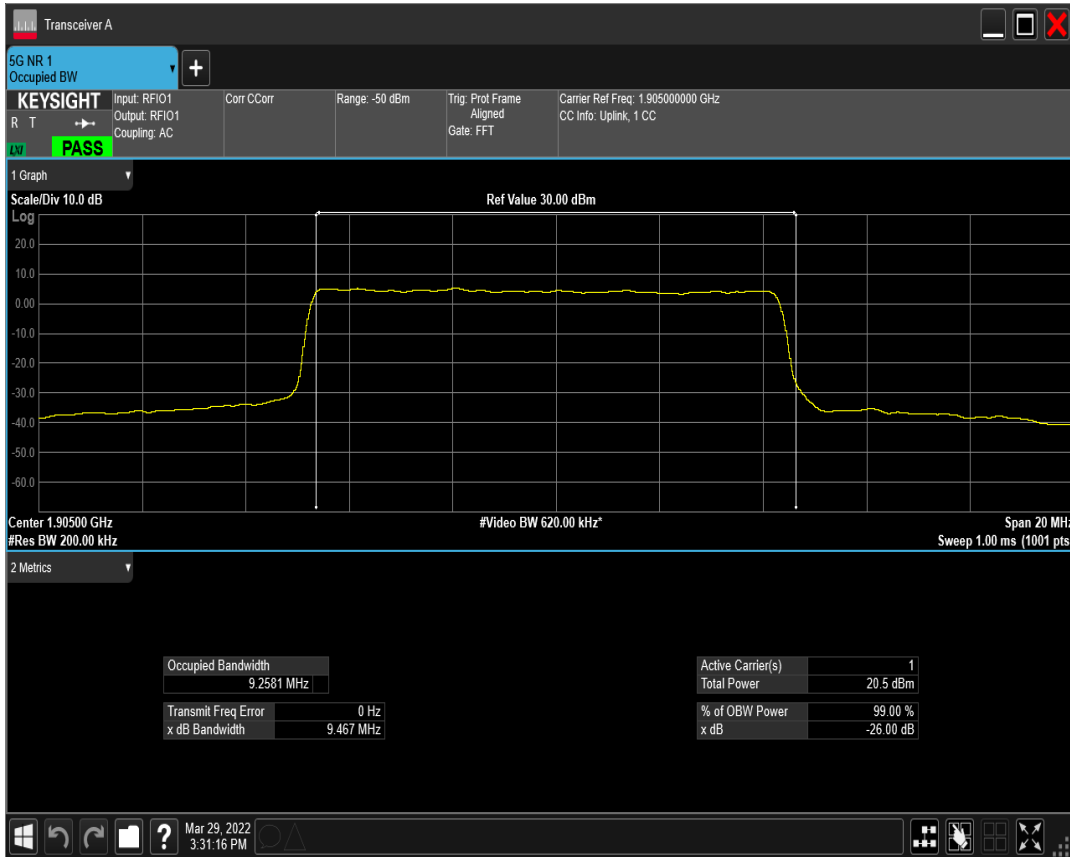 Transceiver A
5G NR 1
Occupied BW
KEYSIGHT
R T
LXI
PASS
Input: RFIO1
Output: RFIO1
Coupling: AC
Corr CCorr
Range: -50 dBm
Trig: Prot Frame
Aligned
Gate: FFT
Carrier Ref Freq: 1.905000000 GHz
CC Info: Uplink, 1 CC
1 Graph
Scale/Div 10.0 dB
Ref Value 30.00 dBm
Log
20.0
10.0
0.00
-10.0
-20.0
-30.0
-40.0
-50.0
-60.0
Center 1.90500 GHz
#Video BW 620.00 kHz*
Span 20 MHz
#Res BW 200.00 kHz
Sweep 1.00 ms (1001 pts
2 Metrics
Occupied Bandwidth
9.2581 MHz
Transmit Freq Error 0 Hz
x dB Bandwidth 9.467 MHz
Active Carrier(s) 1
Total Power 20.5 dBm
% of OBW Power 99.00 %
x dB -26.00 dB
?
Mar 29, 2022
3:31:16 PM